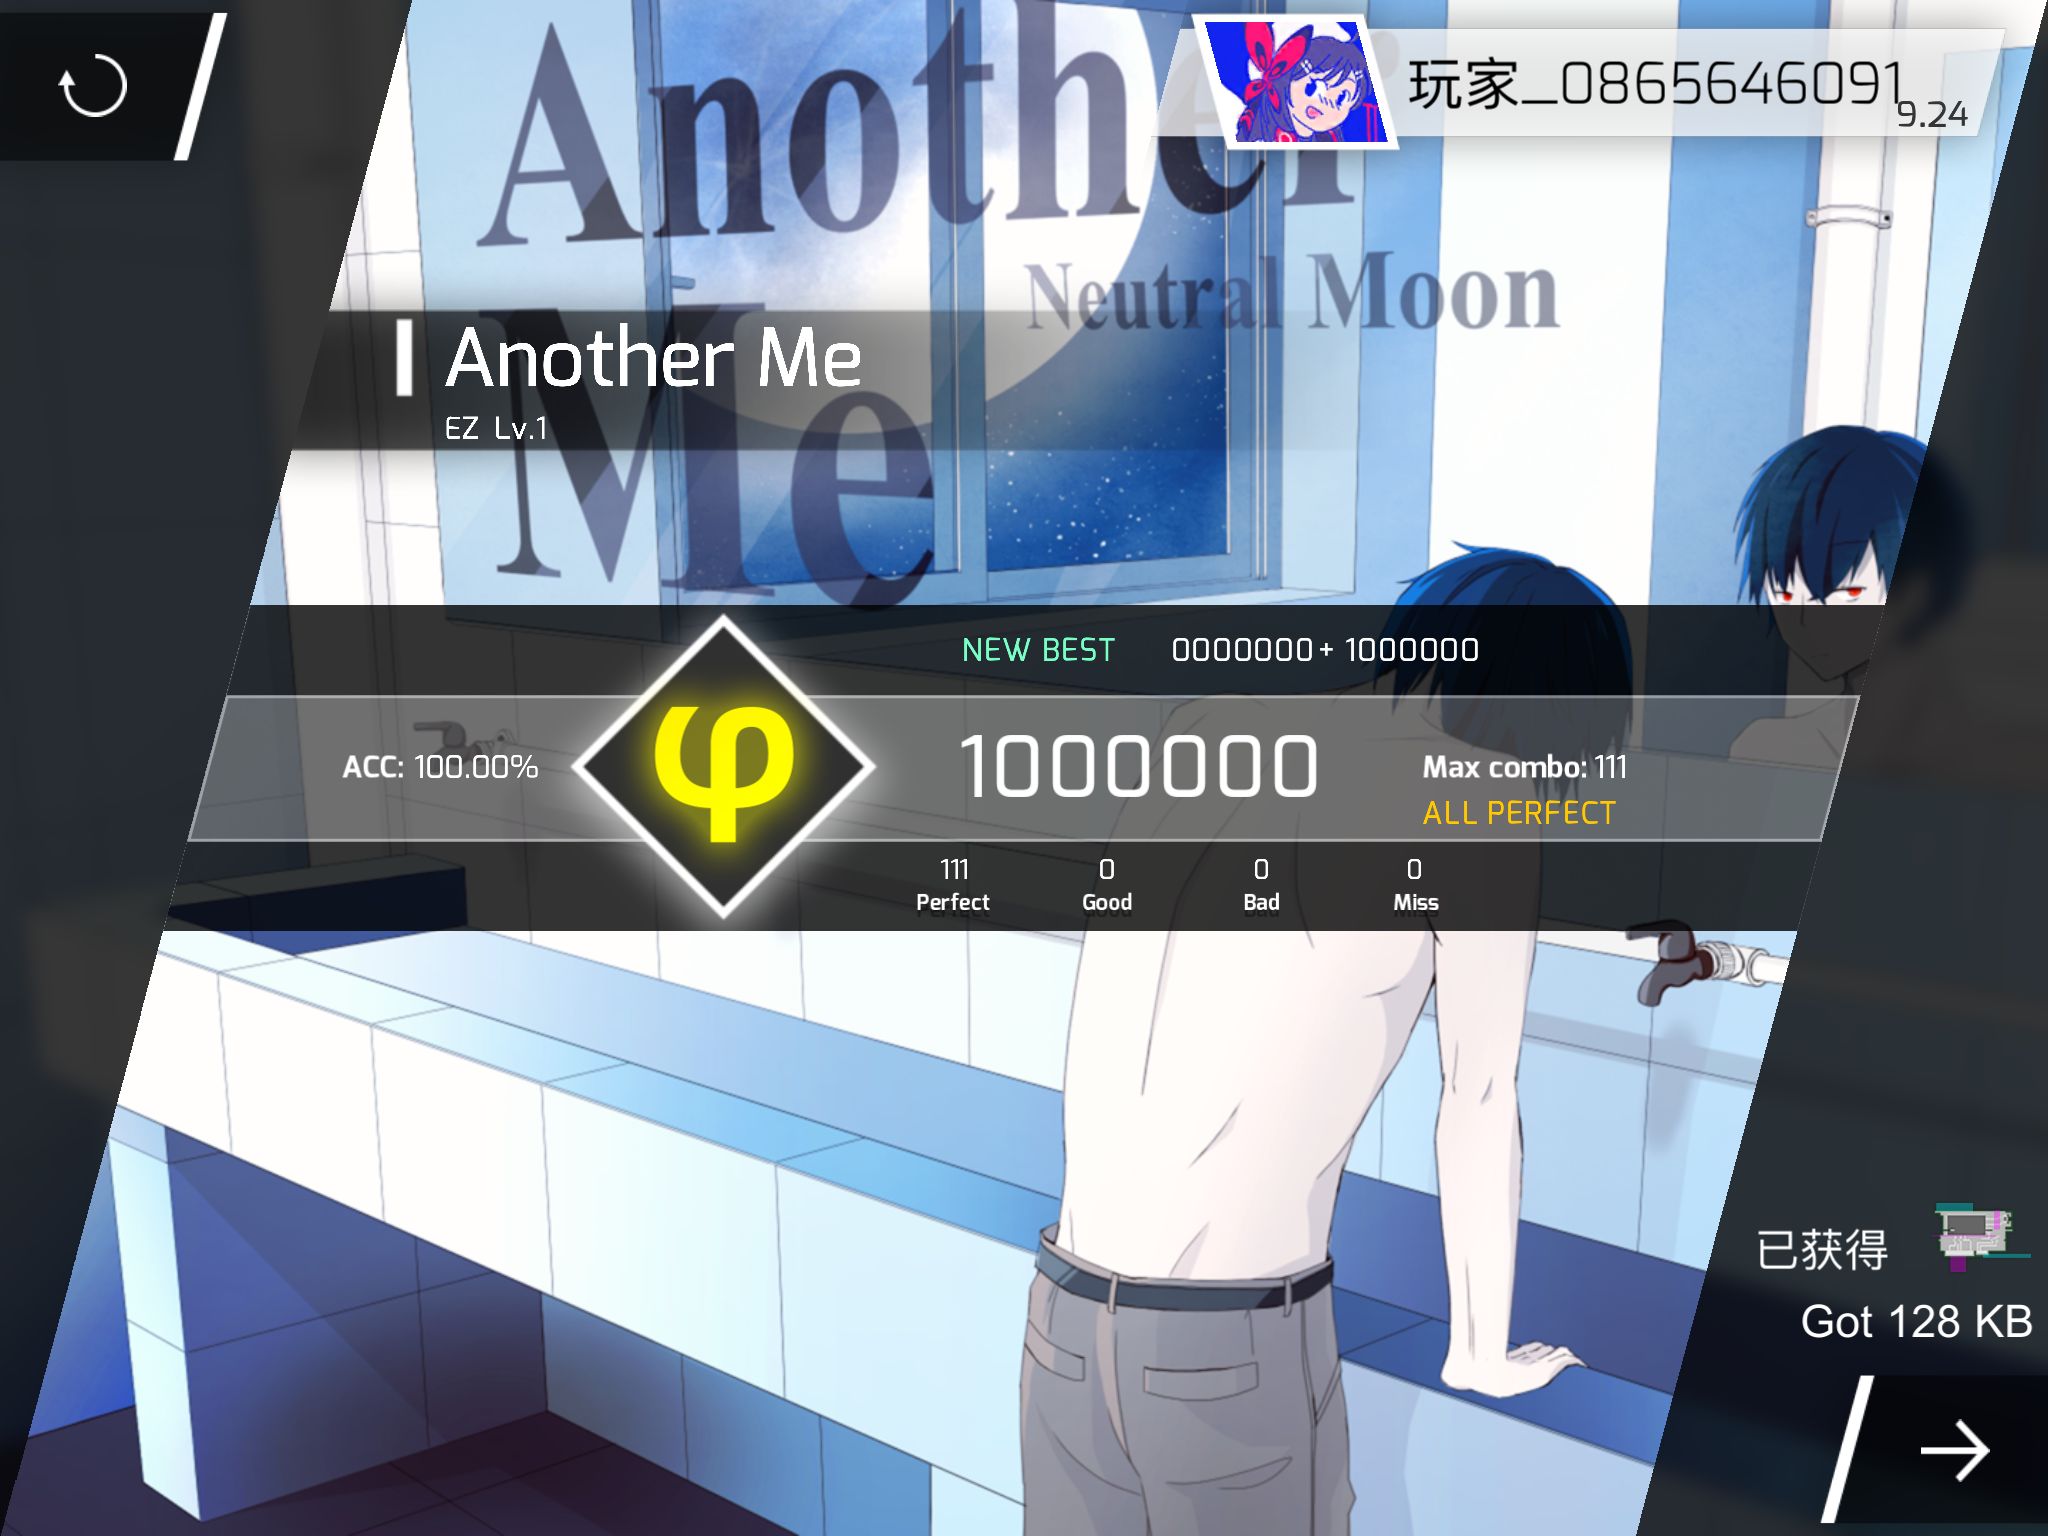 玩家_0865646091
9.24
Another
Neutral Moon
Me
Another Me
EZ Lv.1
NEW BEST 0000000+ 1000000
ACC: 100.00%
φ
1000000
Max combo: 111
ALL PERFECT
111 0 0 0
Perfect Good Bad Miss
已获得
Got 128 KB